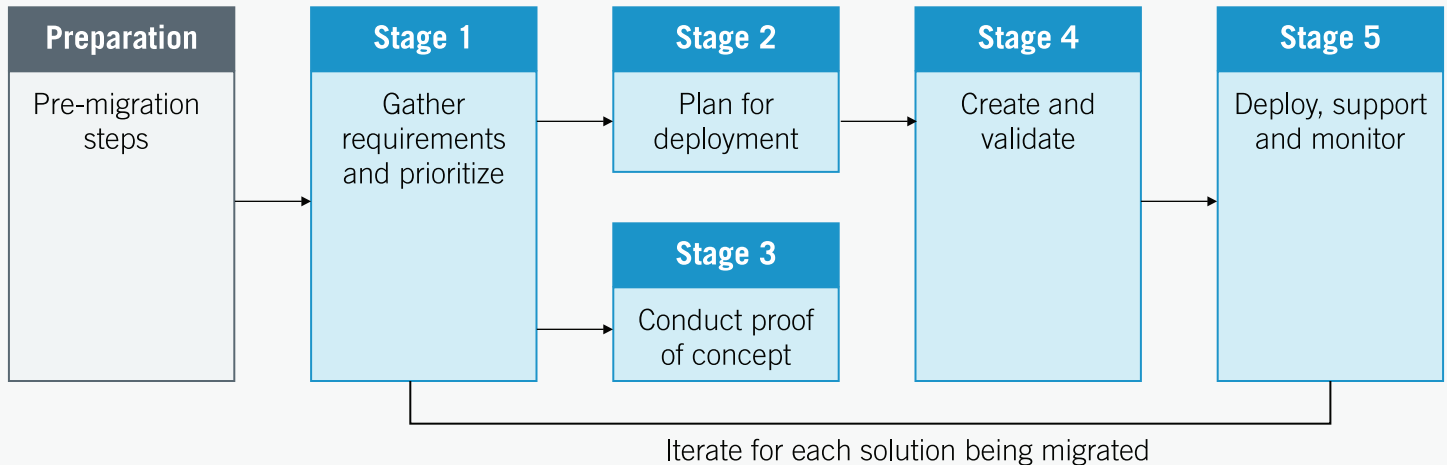 Preparation
Pre-migration
steps
Stage 1
Gather
requirements
and prioritize
Stage 2
Plan for
deployment
Stage 3
Conduct proof
of concept
Stage 4
Create and
validate
Stage 5
Deploy, support
and monitor
Iterate for each solution being migrated